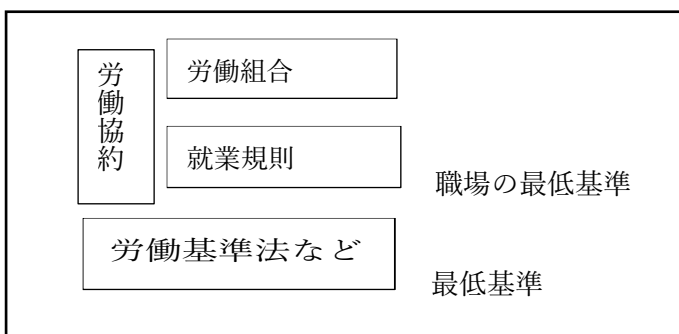 労働協約
労働組合
就業規則
職場の最低基準
労働基準法など
最低基準